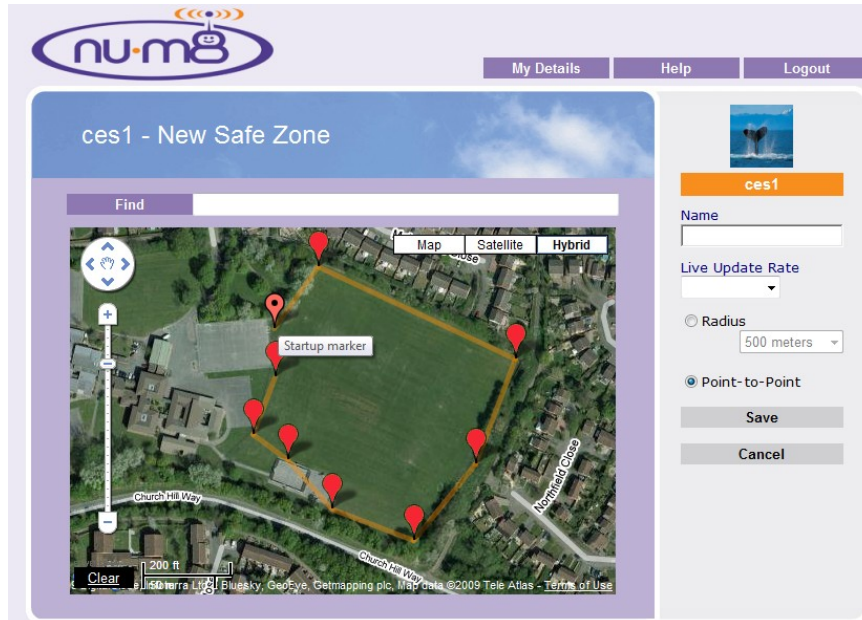 nu·m8
My Details
Help
Logout
ces1 - New Safe Zone
ces1
Find
Name
Map
Satellite
Hybrid
Live Update Rate
Radius
500 meters
Startup marker
Point-to-Point
Save
Cancel
Northfield Close
Church Hill Way
Church Hill Way
200 ft
50 m
Clear
Bluesky, GeoEye, Getmapping plc, Map data ©2009 Tele Atlas - Terms of Use